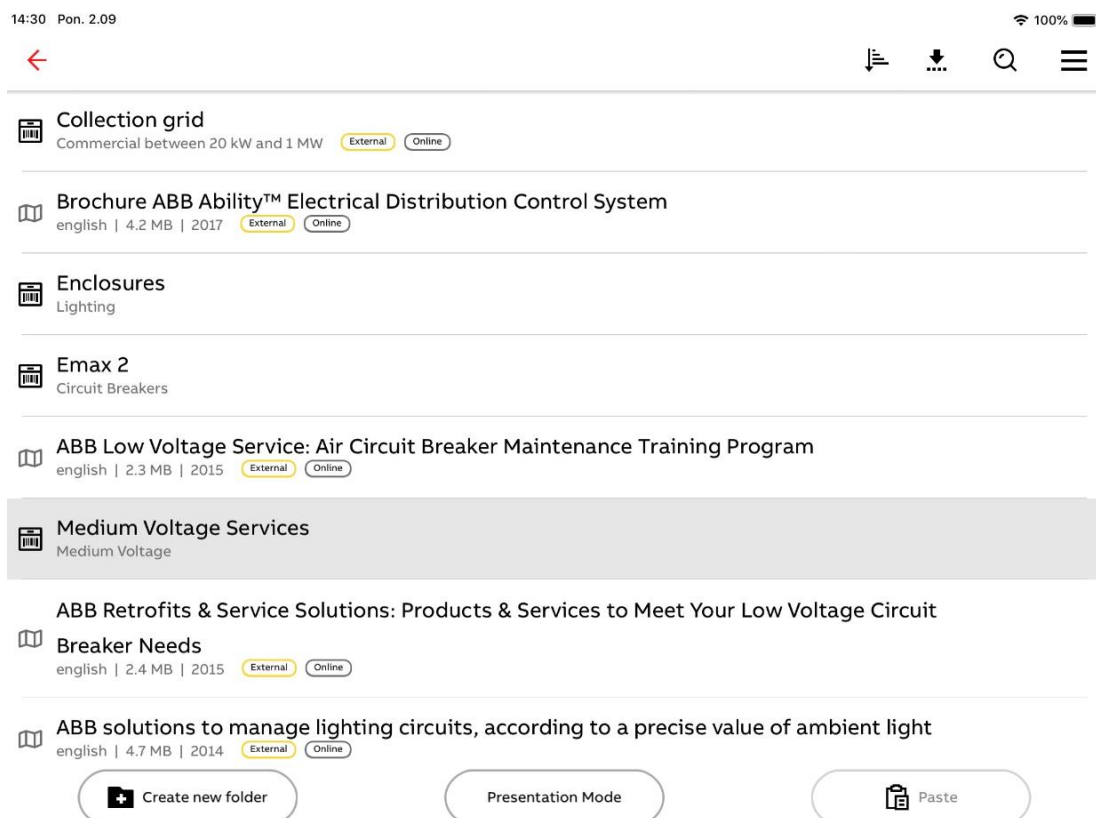 14:30 Pon. 2.09
100%
Collection grid
Commercial between 20 kW and 1 MW External Online
Brochure ABB Ability™ Electrical Distribution Control System
english | 4.2 MB | 2017 External Online
Enclosures
Lighting
Emax 2
Circuit Breakers
ABB Low Voltage Service: Air Circuit Breaker Maintenance Training Program
english | 2.3 MB | 2015 External Online
Medium Voltage Services
Medium Voltage
ABB Retrofits & Service Solutions: Products & Services to Meet Your Low Voltage Circuit
Breaker Needs
english | 2.4 MB | 2015 External Online
ABB solutions to manage lighting circuits, according to a precise value of ambient light
english | 4.7 MB | 2014 External Online
Create new folder
Presentation Mode
Paste